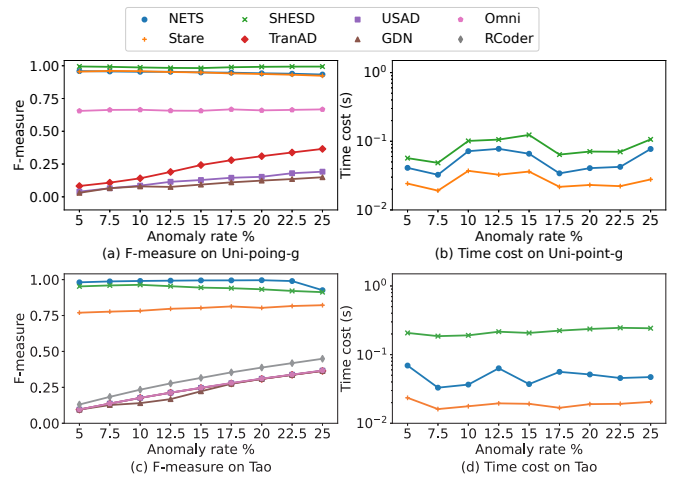 NETS SHESD USAD Omni
Stare TranAD GDN RCoder
F-measure
1.00
0.75
0.50
0.25
0.00
5 7.5 10 12.5 15 17.5 20 22.5 25
Anomaly rate %
(a) F-measure on Uni-poing-g
Time cost (s)
10⁰
10⁻¹
10⁻²
5 7.5 10 12.5 15 17.5 20 22.5 25
Anomaly rate %
(b) Time cost on Uni-point-g
F-measure
1.00
0.75
0.50
0.25
0.00
5 7.5 10 12.5 15 17.5 20 22.5 25
Anomaly rate %
(c) F-measure on Tao
Time cost (s)
10⁰
10⁻¹
10⁻²
5 7.5 10 12.5 15 17.5 20 22.5 25
Anomaly rate %
(d) Time cost on Tao